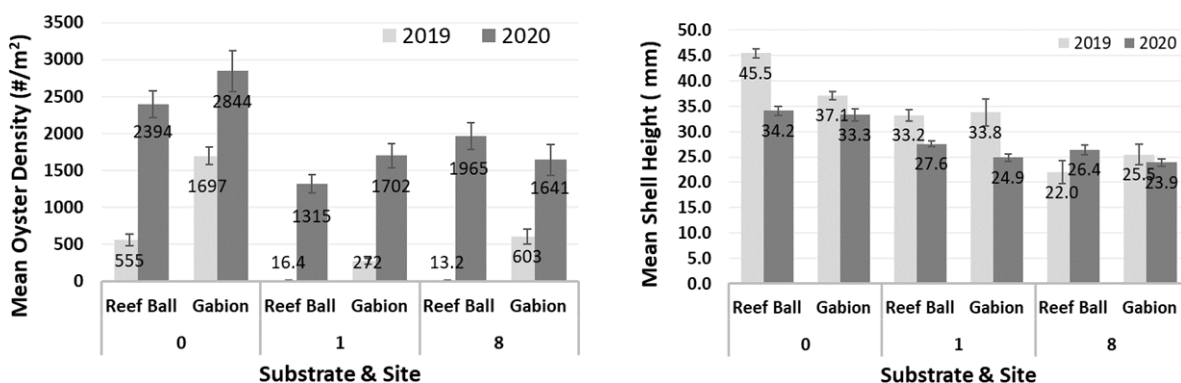 Mean Oyster Density (#/m²)
3500
3000
2500
2000
1500
1000
500
0
2019 2020
555 2394 1697 2844 16.4 1315 272 1702 13.2 1965 603 1641
Reef Ball Gabion Reef Ball Gabion Reef Ball Gabion
0 1 8
Substrate & Site
Mean Shell Height ( mm)
50.0
45.0
40.0
35.0
30.0
25.0
20.0
15.0
10.0
5.0
0.0
2019 2020
45.5 34.2 37.1 33.3 33.2 27.6 33.8 24.9 22.0 26.4 25.5 23.9
Reef Ball Gabion Reef Ball Gabion Reef Ball Gabion
0 1 8
Substrate & Site